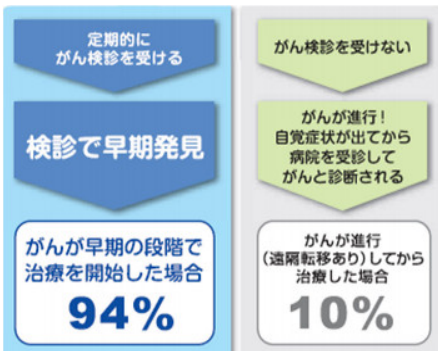 定期的に
がん検診を受ける
検診で早期発見
がんが早期の段階で
治療を開始した場合
94%
がん検診を受けない
がんが進行!
自覚症状が出てから
病院を受診して
がんと診断される
がんが進行
(遠隔転移あり)してから
治療した場合
10%